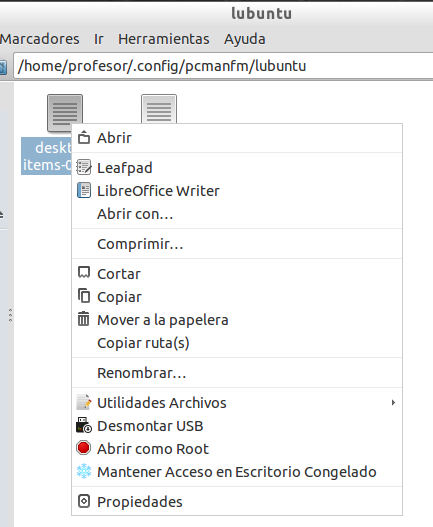 lubuntu
Marcadores Ir Herramientas Ayuda
/home/profesor/.config/pcmanfm/lubuntu
deskt
items-0
Abrir
Leafpad
LibreOffice Writer
Abrir con...
Comprimir...
Cortar
Copiar
Mover a la papelera
Copiar ruta(s)
Renombrar...
Utilidades Archivos
Desmontar USB
Abrir como Root
Mantener Acceso en Escritorio Congelado
Propiedades